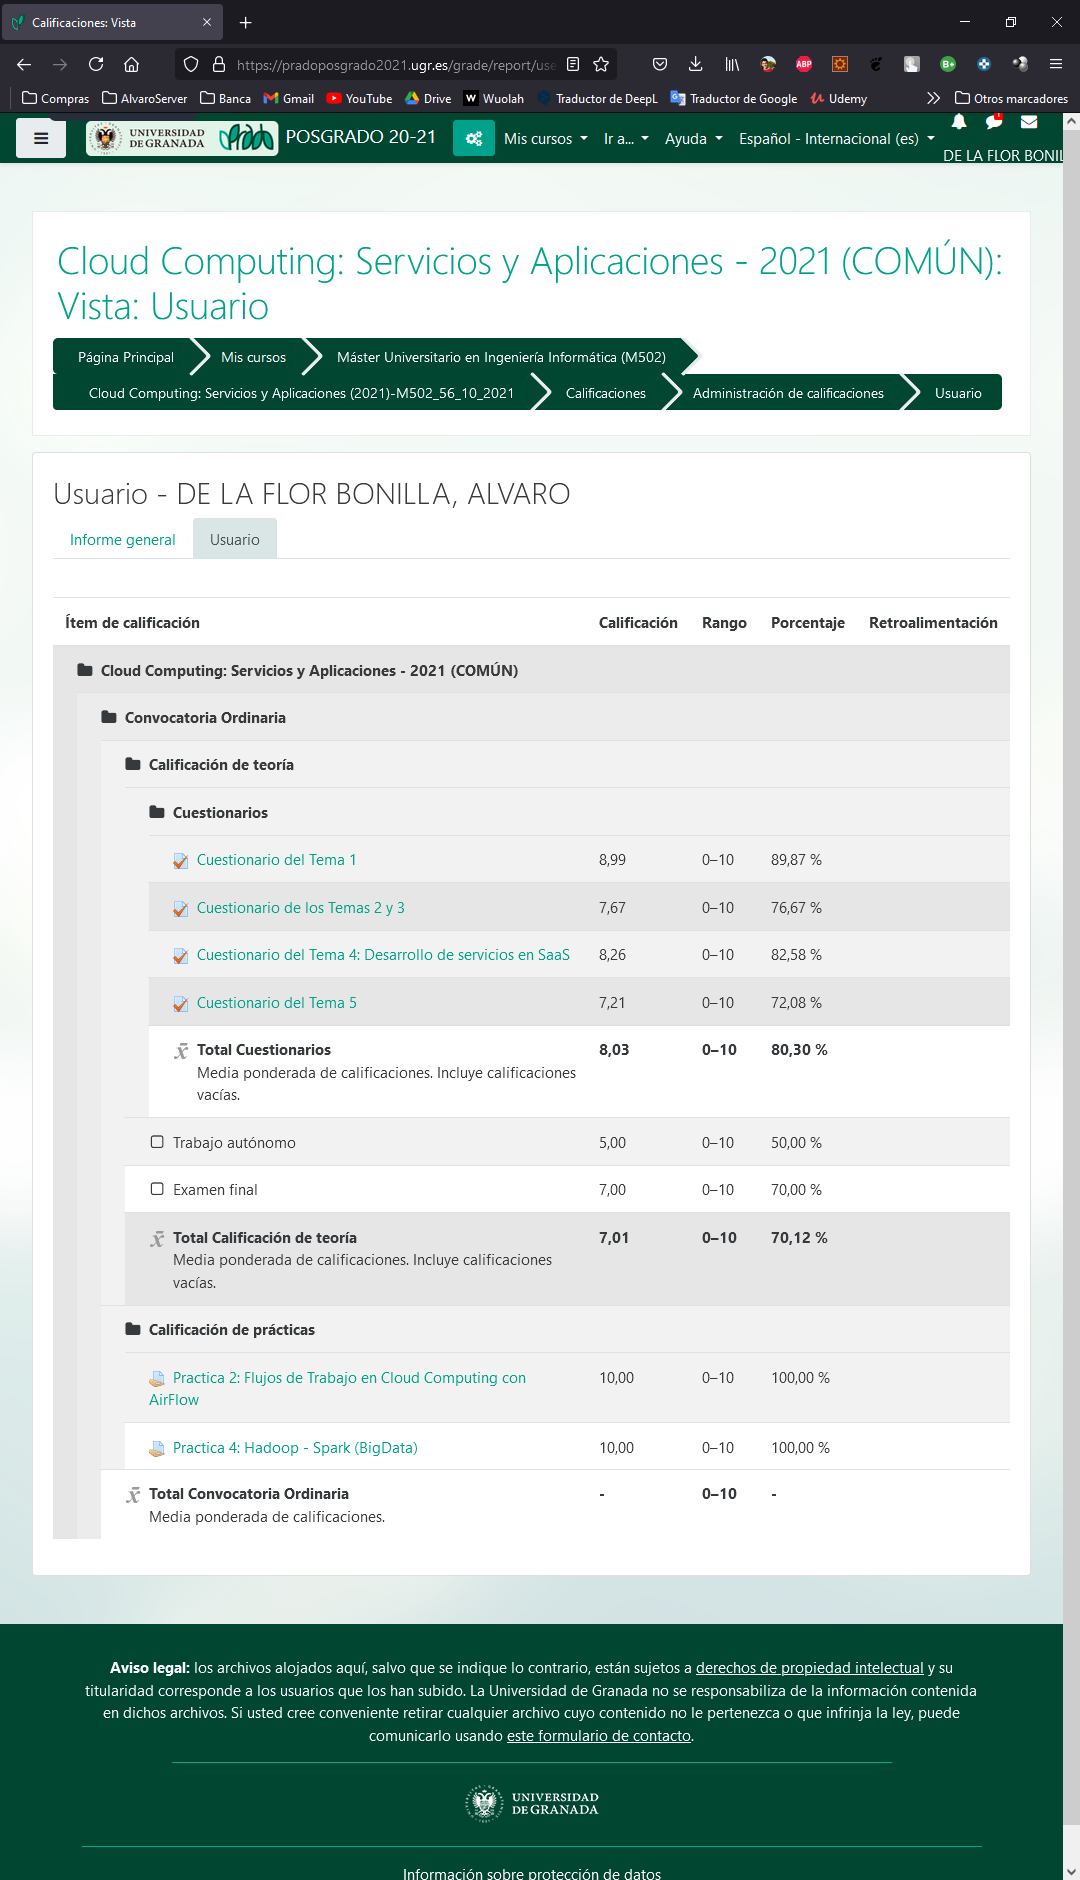 Calificaciones: Vista
https://pradoposgrado2021.ugr.es/grade/report/use
Compras AlvaroServer Banca Gmail YouTube Drive Wuolah Traductor de DeepL Traductor de Google Udemy Otros marcadores
UNIVERSIDAD DE GRANADA POSGRADO 20-21 Mis cursos Ir a... Ayuda Español - Internacional (es)
DE LA FLOR BONIL
Cloud Computing: Servicios y Aplicaciones - 2021 (COMÚN):
Vista: Usuario
Página Principal Mis cursos Máster Universitario en Ingeniería Informática (M502)
Cloud Computing: Servicios y Aplicaciones (2021)-M502_56_10_2021 Calificaciones Administración de calificaciones Usuario
Usuario - DE LA FLOR BONILLA, ALVARO
Informe general Usuario
Ítem de calificación Calificación Rango Porcentaje Retroalimentación
Cloud Computing: Servicios y Aplicaciones - 2021 (COMÚN)
Convocatoria Ordinaria
Calificación de teoría
Cuestionarios
Cuestionario del Tema 1 8,99 0–10 89,87 %
Cuestionario de los Temas 2 y 3 7,67 0–10 76,67 %
Cuestionario del Tema 4: Desarrollo de servicios en SaaS 8,26 0–10 82,58 %
Cuestionario del Tema 5 7,21 0–10 72,08 %
Total Cuestionarios 8,03 0–10 80,30 %
Media ponderada de calificaciones. Incluye calificaciones
vacías.
Trabajo autónomo 5,00 0–10 50,00 %
Examen final 7,00 0–10 70,00 %
Total Calificación de teoría 7,01 0–10 70,12 %
Media ponderada de calificaciones. Incluye calificaciones
vacías.
Calificación de prácticas
Practica 2: Flujos de Trabajo en Cloud Computing con 10,00 0–10 100,00 %
AirFlow
Practica 4: Hadoop - Spark (BigData) 10,00 0–10 100,00 %
Total Convocatoria Ordinaria - 0–10 -
Media ponderada de calificaciones.
Aviso legal: los archivos alojados aquí, salvo que se indique lo contrario, están sujetos a derechos de propiedad intelectual y su
titularidad corresponde a los usuarios que los han subido. La Universidad de Granada no se responsabiliza de la información contenida
en dichos archivos. Si usted cree conveniente retirar cualquier archivo cuyo contenido no le pertenezca o que infrinja la ley, puede
comunicarlo usando este formulario de contacto.
UNIVERSIDAD
DE GRANADA
Información sobre protección de datos